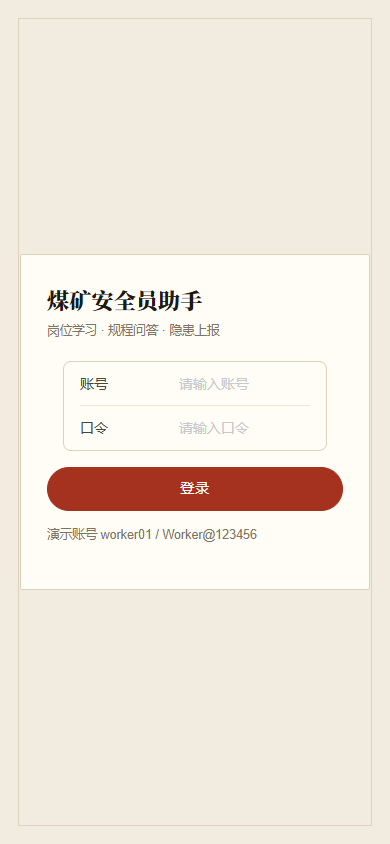 煤矿安全员助手
岗位学习 · 规程问答 · 隐患上报
账号 请输入账号
口令 请输入口令
登录
演示账号 worker01 / Worker@123456